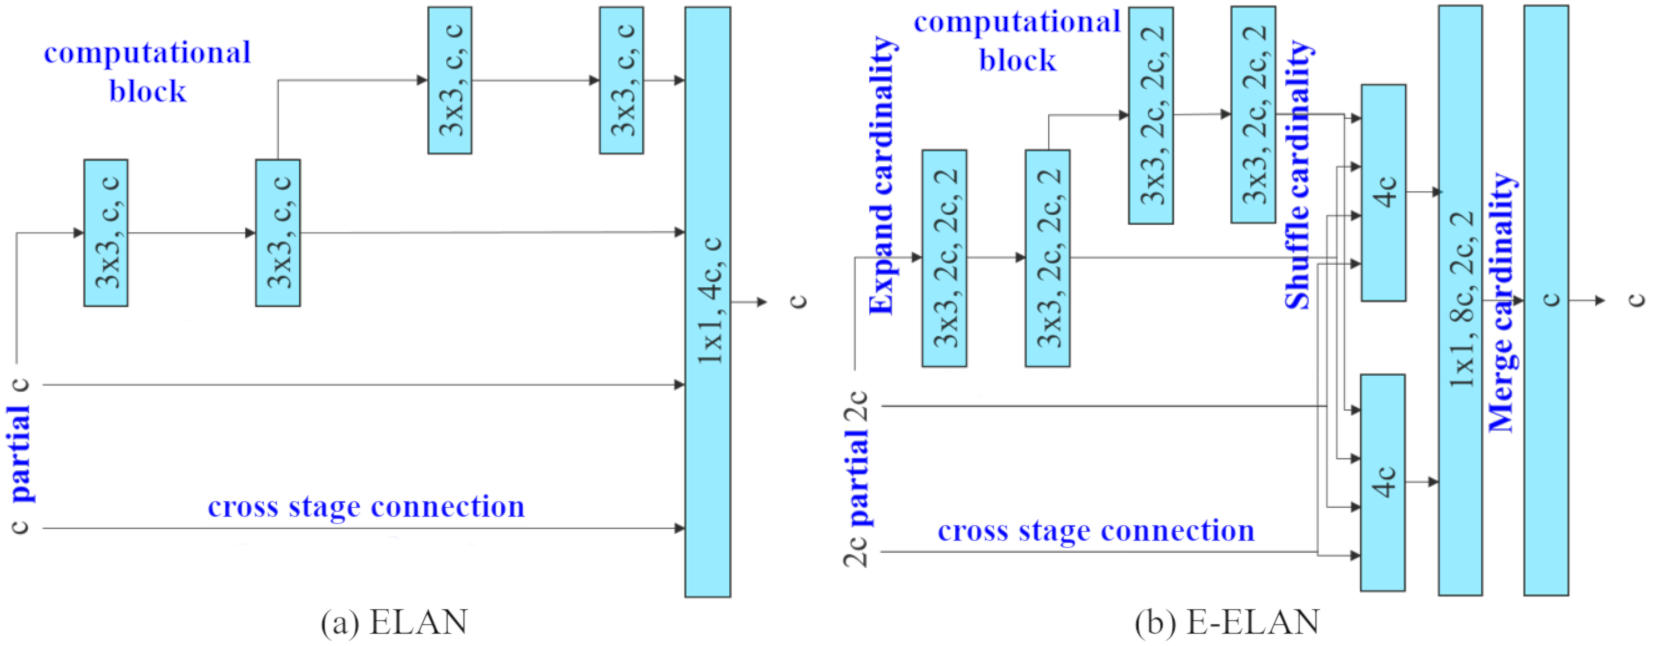 computational
block
3x3, c, c
3x3, c, c
3x3, c, c
3x3, c, c
1x1, 4c, c
c
c
partial
c
cross stage connection
(a) ELAN
computational
block
Expand cardinality
3x3, 2c, 2c, 2
3x3, 2c, 2c, 2
3x3, 2c, 2c, 2
3x3, 2c, 2c, 2
Shuffle cardinality
4c
4c
1x1, 8c, 2c, 2
Merge cardinality
c
c
2c
partial
2c
cross stage connection
(b) E-ELAN